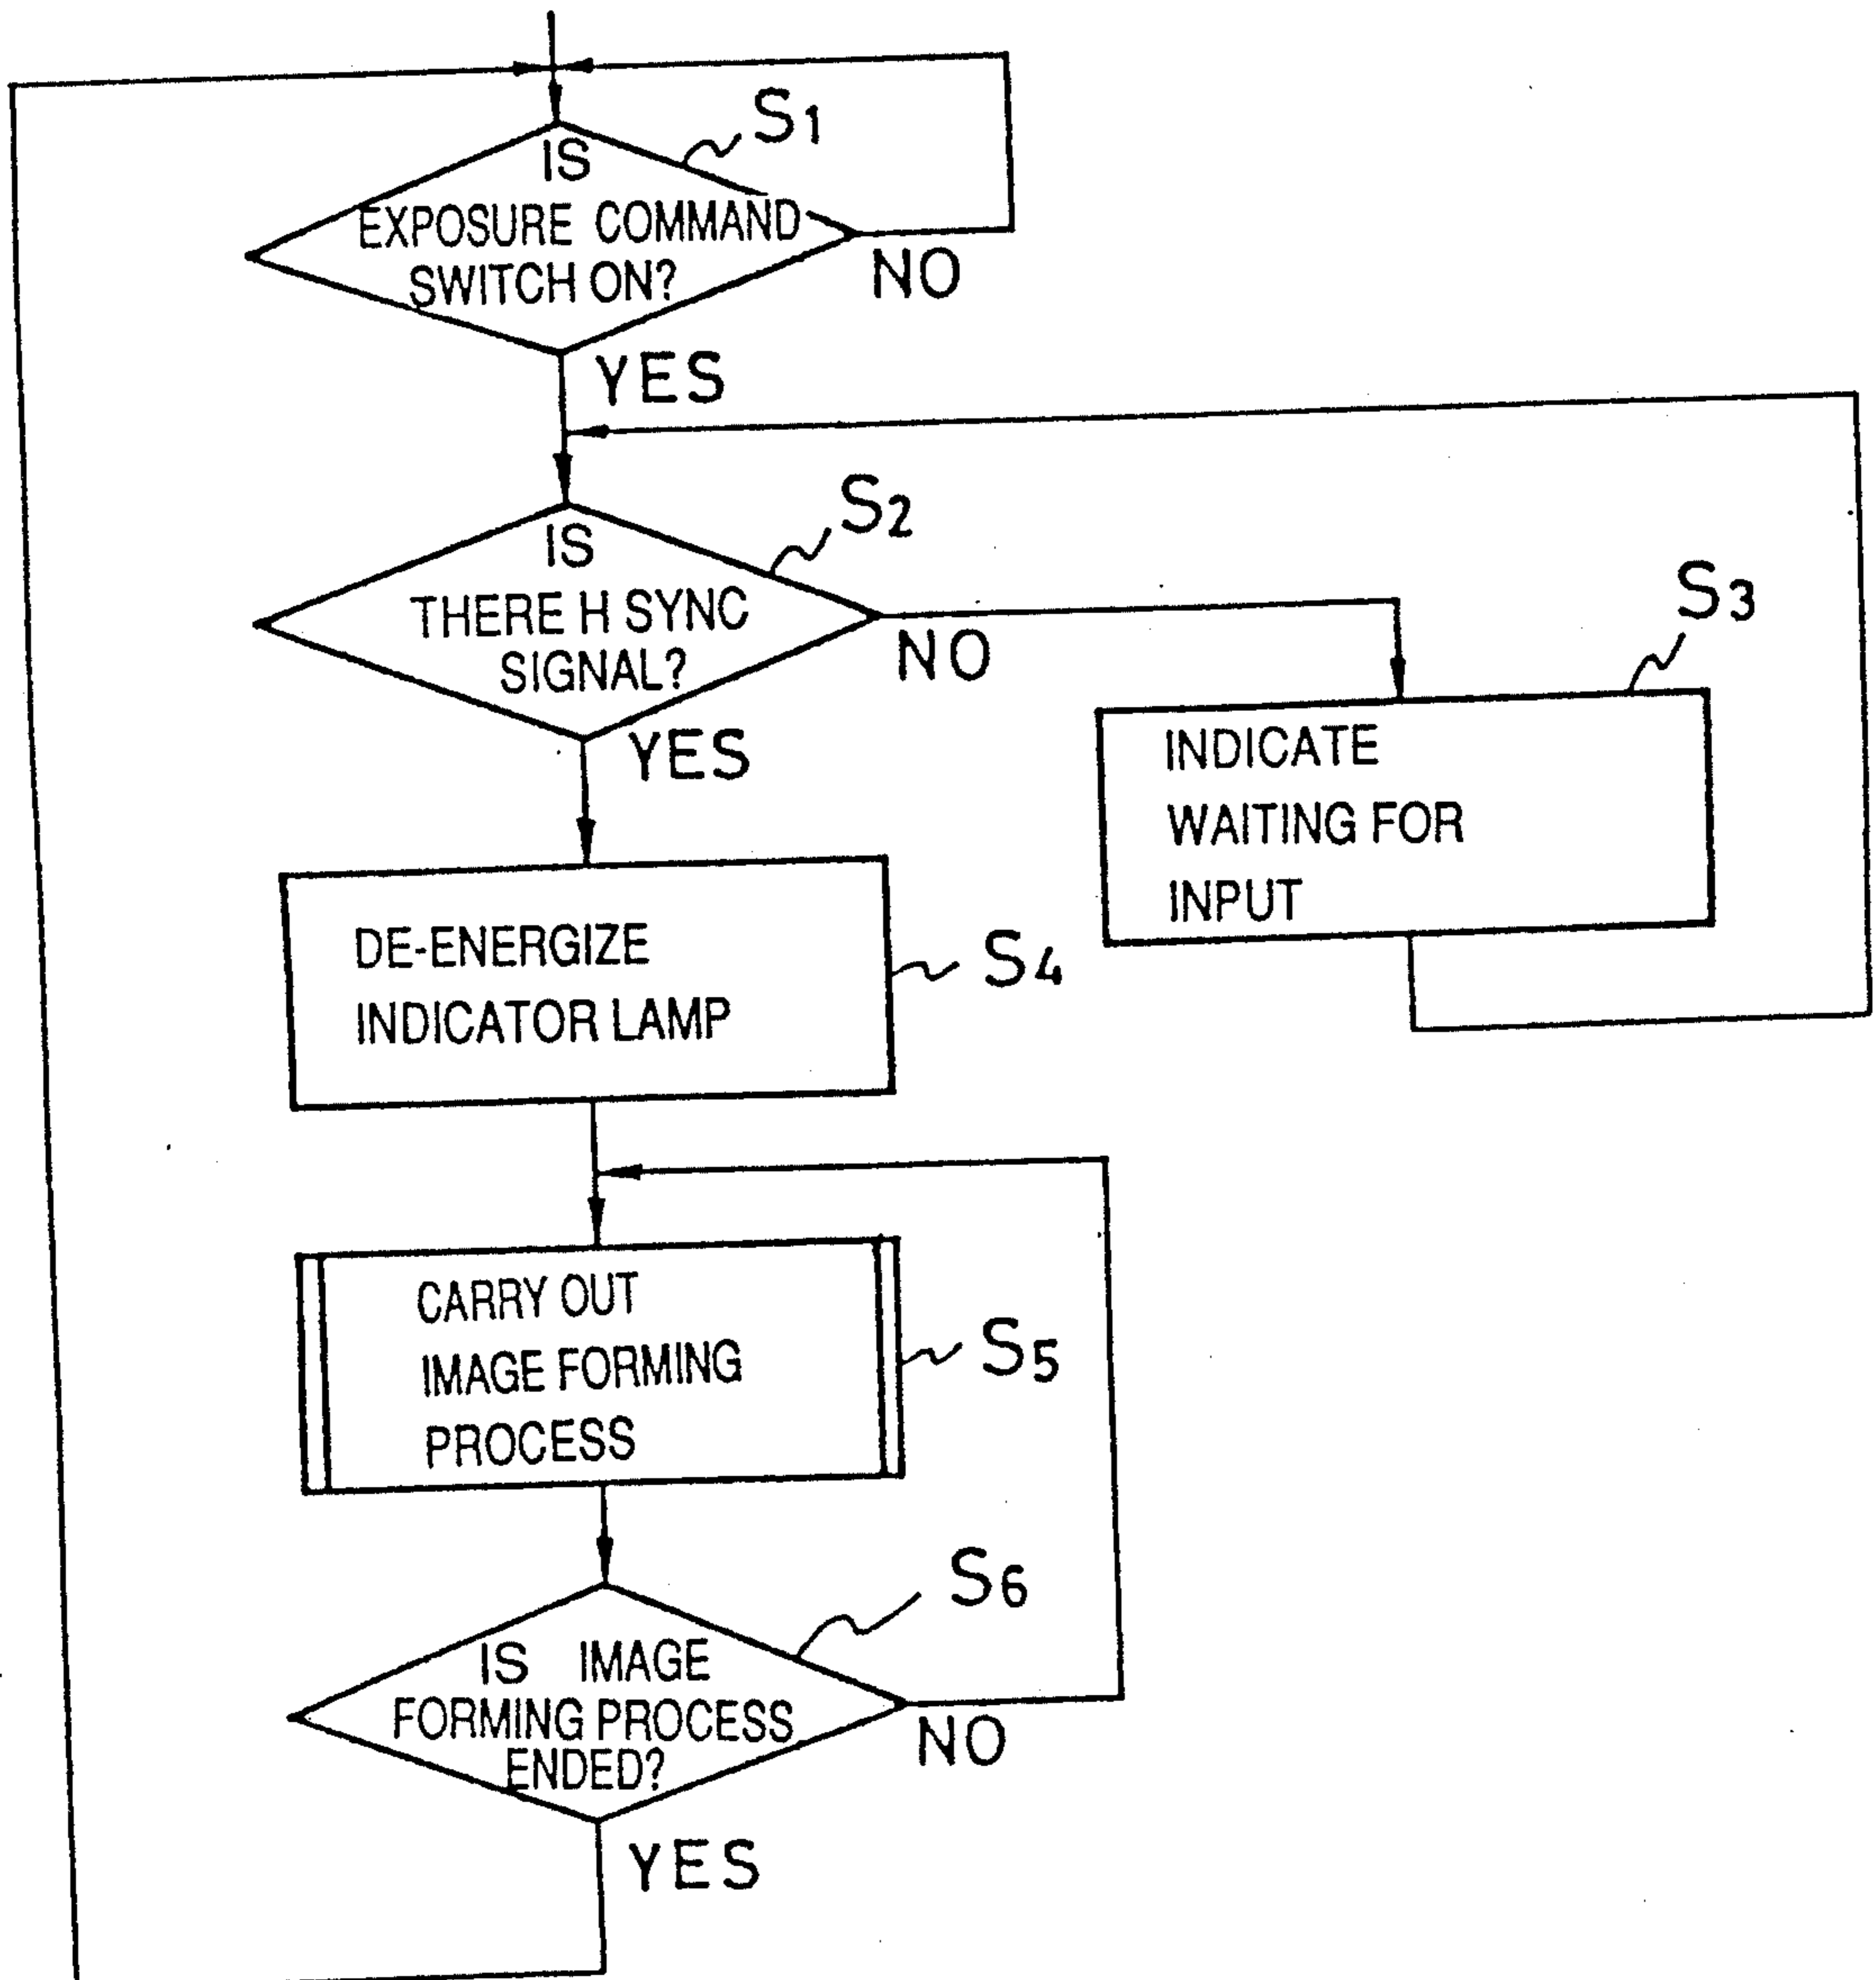 S1
IS
EXPOSURE COMMAND
SWITCH ON?
NO
YES
S2
IS
THERE H SYNC
SIGNAL?
NO
YES
S3
INDICATE
WAITING FOR
INPUT
DE-ENERGIZE
INDICATOR LAMP
S4
CARRY OUT
IMAGE FORMING
PROCESS
S5
S6
IS IMAGE
FORMING PROCESS
ENDED?
NO
YES